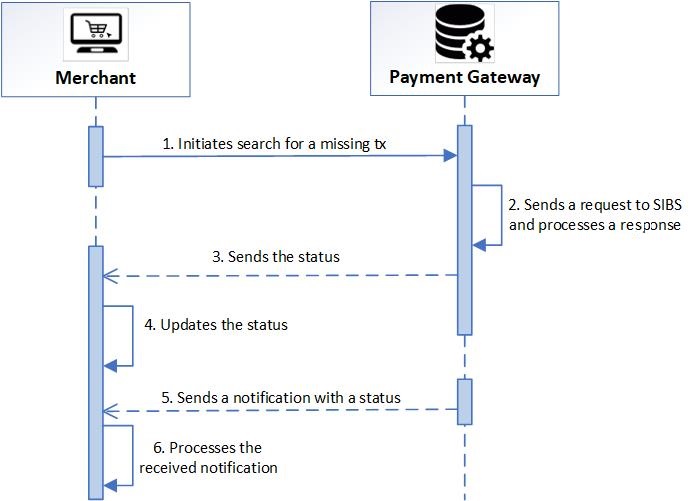 Merchant
Payment Gateway
1. Initiates search for a missing tx
2. Sends a request to SIBS
and processes a response
3. Sends the status
4. Updates the status
5. Sends a notification with a status
6. Processes the
received notification